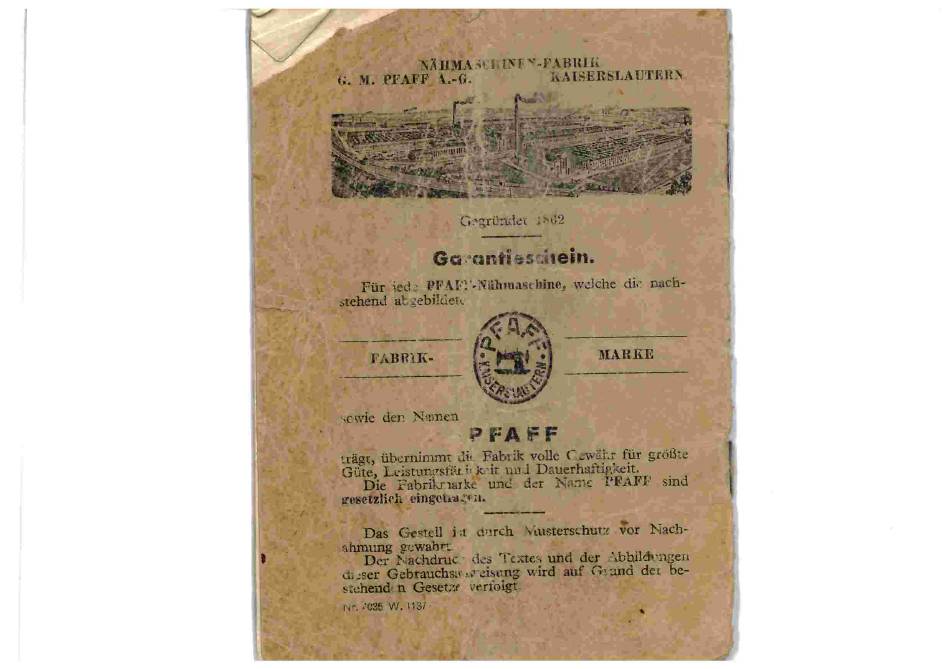 NÄHMASCHINEN-FABRIK
G. M. PFAFF A.-G. KAISERSLAUTERN
Gegründet 1862
Garantieschein.
Für jede PFAFF-Nähmaschine, welche die nach-
stehend abgebildete
FABRIK- PFAFF KAISERSLAUTERN MARKE
sowie den Namen
PFAFF
trägt, übernimmt die Fabrik volle Gewähr für größte
Güte, Leistungsfähigkeit und Dauerhaftigkeit.
Die Fabrikmarke und der Name PFAFF sind
gesetzlich eingetragen.
Das Gestell ist durch Musterschutz vor Nach-
ahmung gewahrt.
Der Nachdruck des Textes und der Abbildungen
dieser Gebrauchsanweisung wird auf Grund der be-
stehenden Gesetze verfolgt.
Nr. 7035 W. 1137